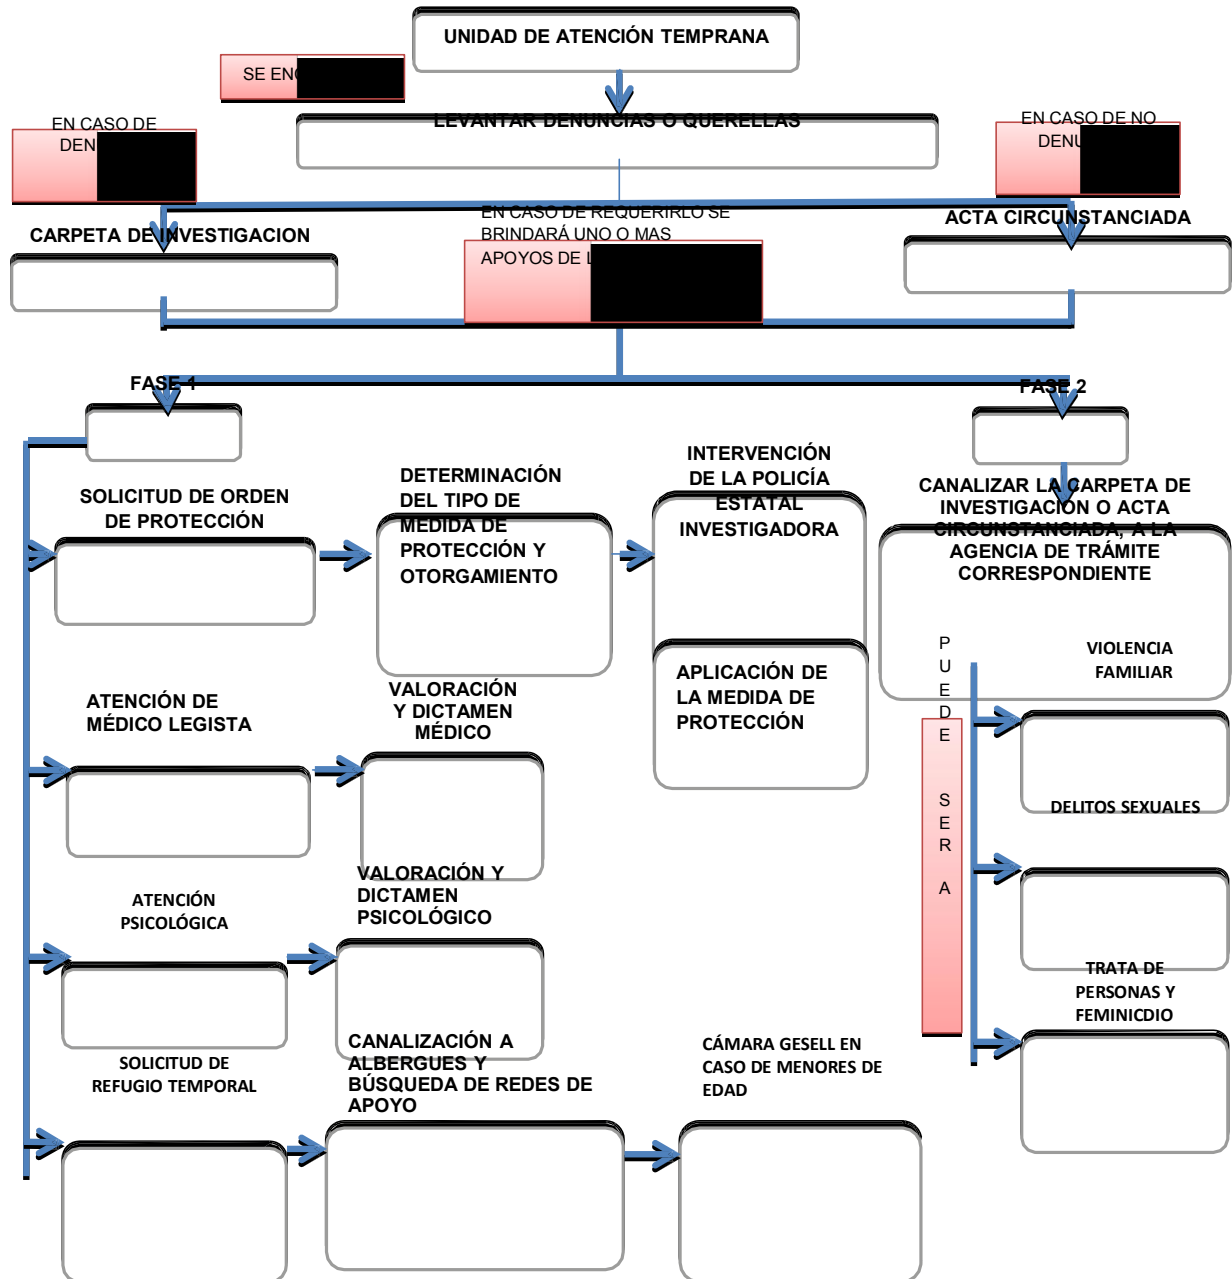 UNIDAD DE ATENCIÓN TEMPRANA
SE
LEVANTAR DENUNCIAS O QUERELLAS
EN CASO DE
EN CASO DE NO
EN CASO DE REQUERIRLO SE
BRINDARÁ UNO O MAS
APOYOS DE
CARPETA DE INVESTIGACION
ACTA CIRCUNSTANCIADA
FASE 1
FASE 2
SOLICITUD DE ORDEN
DE PROTECCIÓN
DETERMINACIÓN
DEL TIPO DE
MEDIDA DE
PROTECCIÓN Y
OTORGAMIENTO
INTERVENCIÓN
DE LA POLICÍA
ESTATAL
INVESTIGADORA
APLICACIÓN DE
LA MEDIDA DE
PROTECCIÓN
CANALIZAR LA CARPETA DE
INVESTIGACIÓN O ACTA
CIRCUNSTANCIADA, A LA
AGENCIA DE TRÁMITE
CORRESPONDIENTE
PUEDE SER A
VIOLENCIA
FAMILIAR
DELITOS SEXUALES
TRATA DE
PERSONAS Y
FEMINICDIO
ATENCIÓN DE
MÉDICO LEGISTA
VALORACIÓN
Y DICTAMEN
MÉDICO
ATENCIÓN
PSICOLÓGICA
VALORACIÓN Y
DICTAMEN
PSICOLÓGICO
SOLICITUD DE
REFUGIO TEMPORAL
CANALIZACIÓN A
ALBERGUES Y
BÚSQUEDA DE REDES DE
APOYO
CÁMARA GESELL EN
CASO DE MENORES DE
EDAD